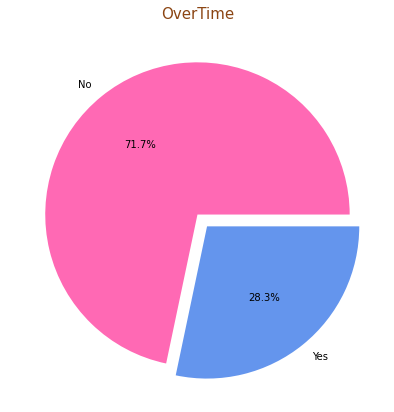 OverTime
No
71.7%
28.3%
Yes